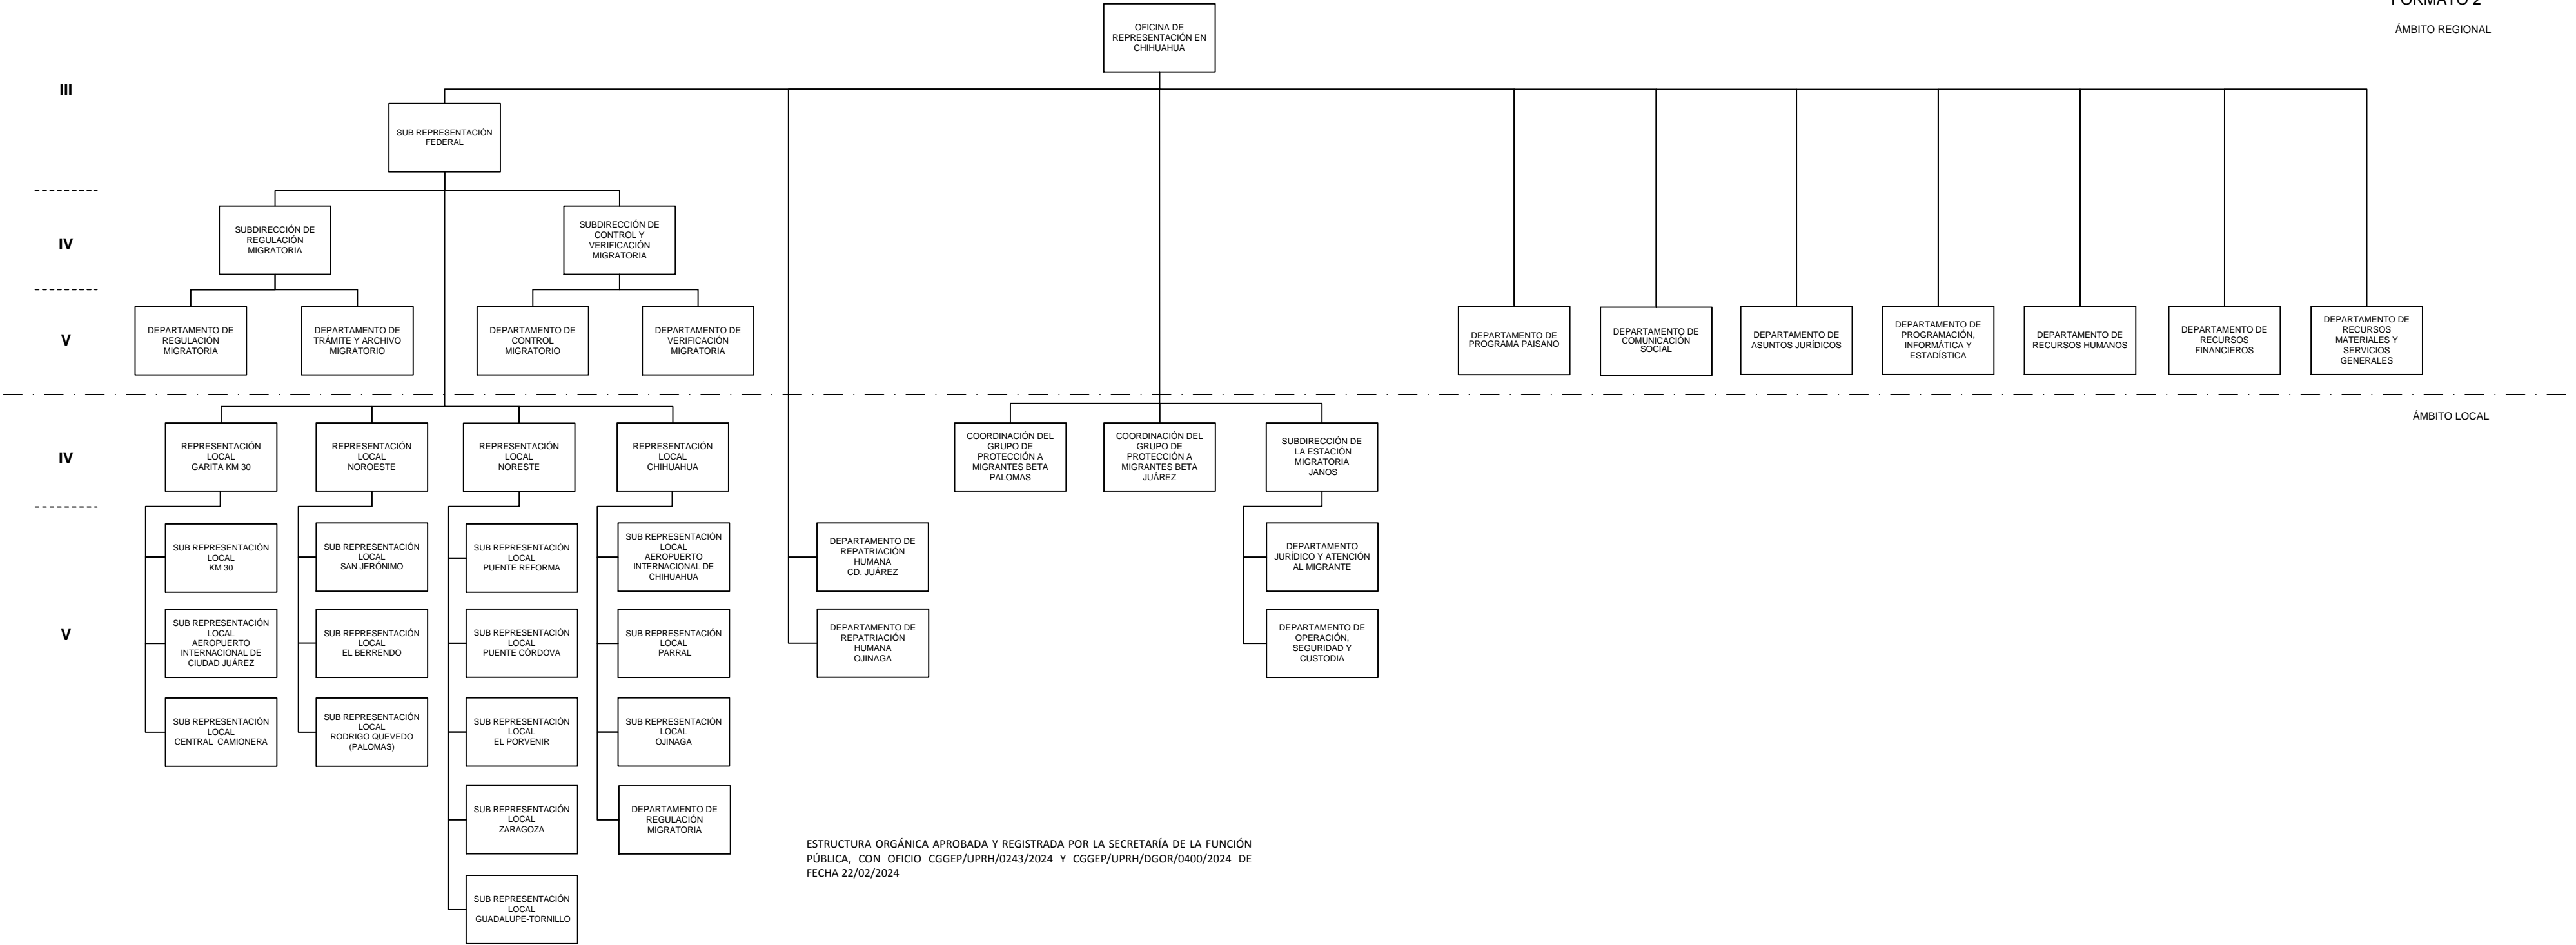 FORMATO 2
ÁMBITO REGIONAL
OFICINA DE
REPRESENTACIÓN EN
CHIHUAHUA
III
SUB REPRESENTACIÓN
FEDERAL
IV
SUBDIRECCIÓN DE
REGULACIÓN
MIGRATORIA
SUBDIRECCIÓN DE
CONTROL Y
VERIFICACIÓN
MIGRATORIA
V
DEPARTAMENTO DE
REGULACIÓN
MIGRATORIA
DEPARTAMENTO DE
TRÁMITE Y ARCHIVO
MIGRATORIO
DEPARTAMENTO DE
CONTROL
MIGRATORIO
DEPARTAMENTO DE
VERIFICACIÓN
MIGRATORIA
DEPARTAMENTO DE
PROGRAMA PAISANO
DEPARTAMENTO DE
COMUNICACIÓN
SOCIAL
DEPARTAMENTO DE
ASUNTOS JURÍDICOS
DEPARTAMENTO DE
PROGRAMACIÓN,
INFORMÁTICA Y
ESTADÍSTICA
DEPARTAMENTO DE
RECURSOS HUMANOS
DEPARTAMENTO DE
RECURSOS
FINANCIEROS
DEPARTAMENTO DE
RECURSOS
MATERIALES Y
SERVICIOS
GENERALES
ÁMBITO LOCAL
IV
REPRESENTACIÓN
LOCAL
GARITA KM 30
REPRESENTACIÓN
LOCAL
NOROESTE
REPRESENTACIÓN
LOCAL
NORESTE
REPRESENTACIÓN
LOCAL
CHIHUAHUA
COORDINACIÓN DEL
GRUPO DE
PROTECCIÓN A
MIGRANTES BETA
PALOMAS
COORDINACIÓN DEL
GRUPO DE
PROTECCIÓN A
MIGRANTES BETA
JUÁREZ
SUBDIRECCIÓN DE
LA ESTACIÓN
MIGRATORIA
JANOS
V
SUB REPRESENTACIÓN
LOCAL
KM 30
SUB REPRESENTACIÓN
LOCAL
SAN JERÓNIMO
SUB REPRESENTACIÓN
LOCAL
PUENTE REFORMA
SUB REPRESENTACIÓN
LOCAL
AEROPUERTO
INTERNACIONAL DE
CHIHUAHUA
DEPARTAMENTO DE
REPATRIACIÓN
HUMANA
CD. JUÁREZ
DEPARTAMENTO
JURÍDICO Y ATENCIÓN
AL MIGRANTE
SUB REPRESENTACIÓN
LOCAL
AEROPUERTO
INTERNACIONAL DE
CIUDAD JUÁREZ
SUB REPRESENTACIÓN
LOCAL
EL BERRENDO
SUB REPRESENTACIÓN
LOCAL
PUENTE CÓRDOVA
SUB REPRESENTACIÓN
LOCAL
PARRAL
DEPARTAMENTO DE
REPATRIACIÓN
HUMANA
OJINAGA
DEPARTAMENTO DE
OPERACIÓN,
SEGURIDAD Y
CUSTODIA
SUB REPRESENTACIÓN
LOCAL
CENTRAL CAMIONERA
SUB REPRESENTACIÓN
LOCAL
RODRIGO QUEVEDO
(PALOMAS)
SUB REPRESENTACIÓN
LOCAL
EL PORVENIR
SUB REPRESENTACIÓN
LOCAL
OJINAGA
SUB REPRESENTACIÓN
LOCAL
ZARAGOZA
DEPARTAMENTO DE
REGULACIÓN
MIGRATORIA
SUB REPRESENTACIÓN
LOCAL
GUADALUPE-TORNILLO
ESTRUCTURA ORGÁNICA APROBADA Y REGISTRADA POR LA SECRETARÍA DE LA FUNCIÓN
PÚBLICA, CON OFICIO CGGEP/UPRH/0243/2024 Y CGGEP/UPRH/DGOR/0400/2024 DE
FECHA 22/02/2024